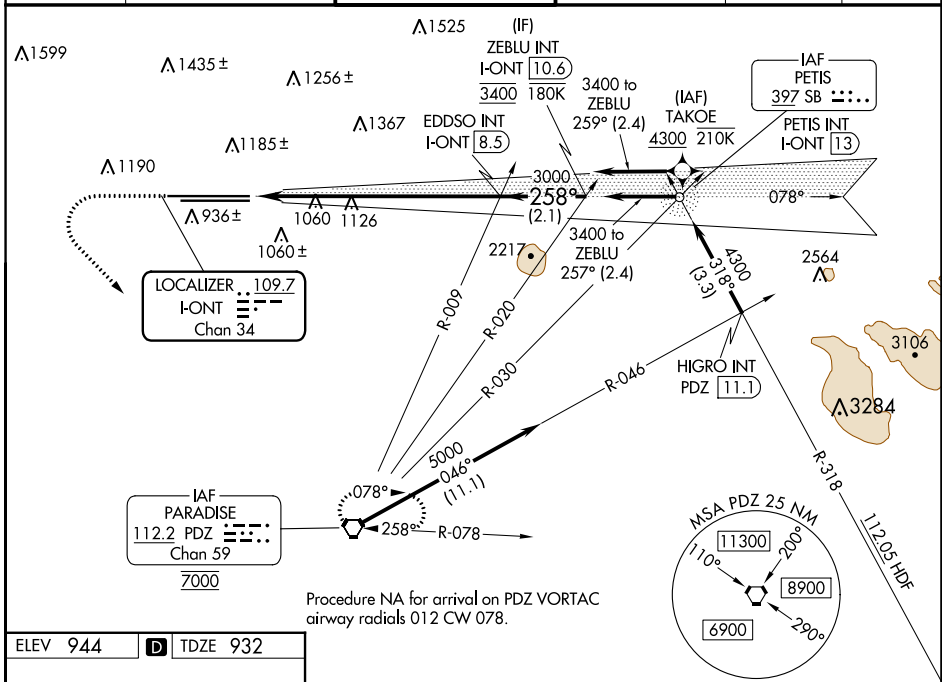 1599
1435 ±
1256 ±
1525
1367
1185 ±
1190
936 ±
1060
1126
1060 ±
(IF)
ZEBLU INT
I-ONT 10.6
3400 180K
EDDSO INT
I-ONT 8.5
3400 to
ZEBLU
259° (2.4)
(IAF)
TAKOE
4300 210K
IAF
PETIS
397 SB
PETIS INT
I-ONT 13
3000
258°
(2.1)
078°
3400 to
ZEBLU
257° (2.4)
2217
4300
318°
(3.3)
2564
3106
3284
LOCALIZER 109.7
I-ONT
Chan 34
R-009
R-020
R-030
R-046
HIGRO INT
PDZ 11.1
R-318
112.05 HDF
5000
046°
(11.1)
078°
258°
R-078
IAF
PARADISE
112.2 PDZ
Chan 59
7000
MSA PDZ 25 NM
11300
110°
200°
8900
6900
290°
Procedure NA for arrival on PDZ VORTAC
airway radials 012 CW 078.
ELEV 944 D TDZE 932